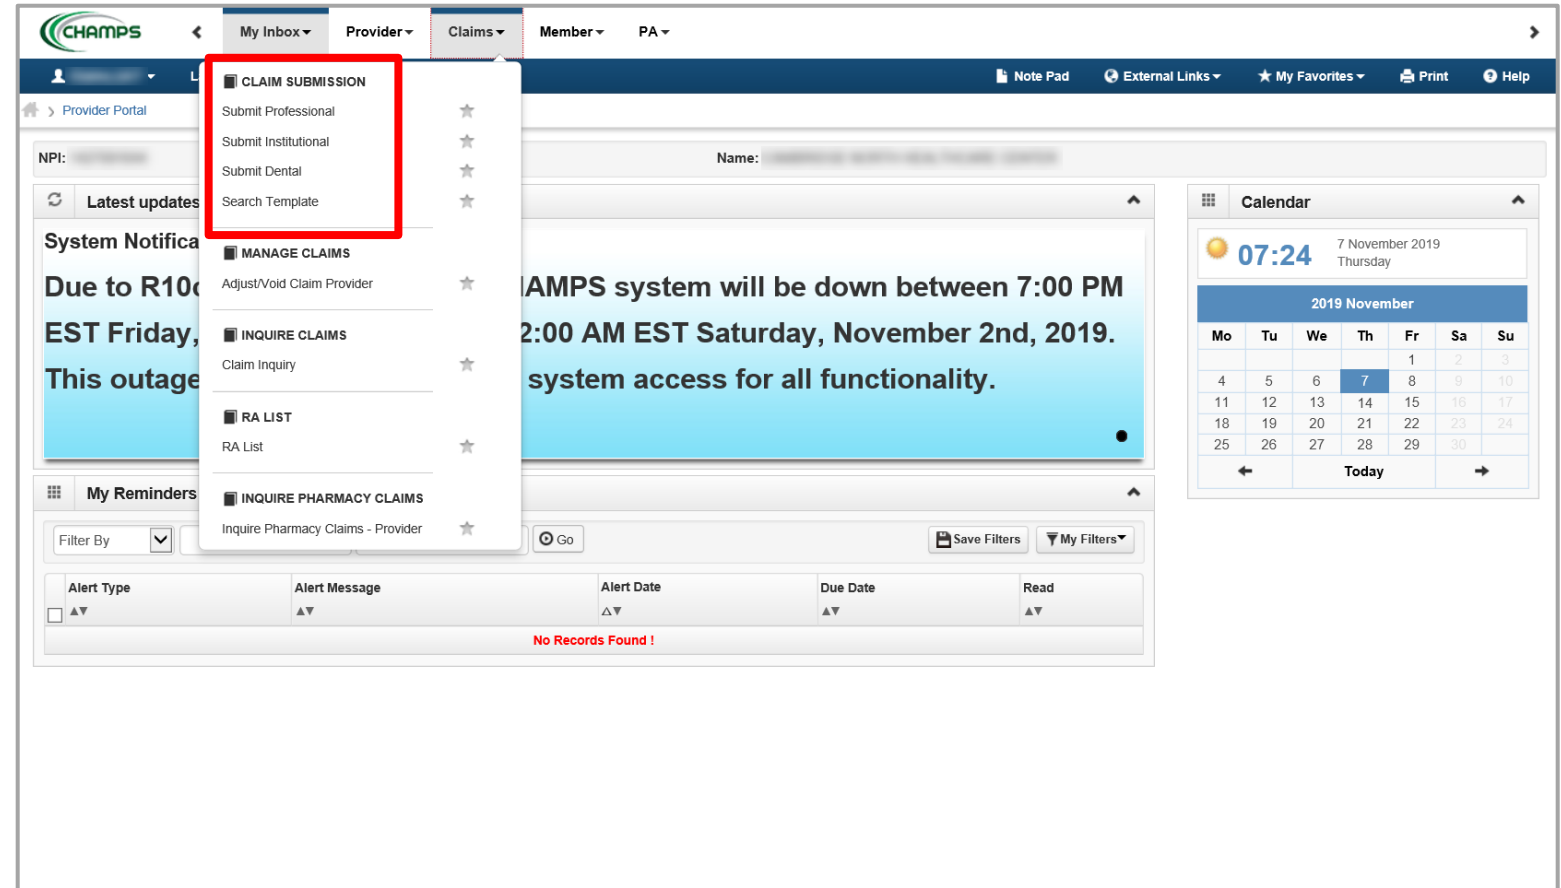 CHAMPS
My Inbox
Provider
Claims
Member
PA
L
Note Pad
External Links
My Favorites
Print
Help
Provider Portal
CLAIM SUBMISSION
Submit Professional
Submit Institutional
Submit Dental
Search Template
MANAGE CLAIMS
Adjust/Void Claim Provider
INQUIRE CLAIMS
Claim Inquiry
RA LIST
RA List
INQUIRE PHARMACY CLAIMS
Inquire Pharmacy Claims - Provider
NPI:
Name:
Latest updates
System Notifica
Due to R10 AMPS system will be down between 7:00 PM
EST Friday, 2:00 AM EST Saturday, November 2nd, 2019.
This outage system access for all functionality.
My Reminders
Filter By
Go
Save Filters
My Filters
Alert Type Alert Message Alert Date Due Date Read
No Records Found !
Calendar
07:24
7 November 2019
Thursday
2019 November
Mo Tu We Th Fr Sa Su
1 2 3
4 5 6 7 8 9 10
11 12 13 14 15 16 17
18 19 20 21 22 23 24
25 26 27 28 29 30
Today